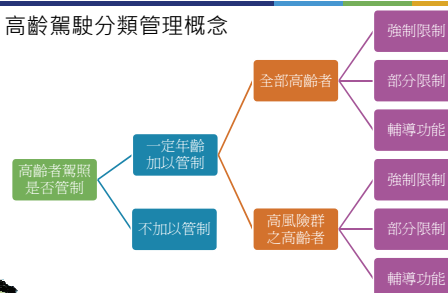 高齡駕駛分類管理概念
強制限制
全部高齡者
部分限制
輔導功能
一定年齡
加以管制
高齡者駕照
是否管制
強制限制
不加以管制
高風險群
之高齡者
部分限制
輔導功能